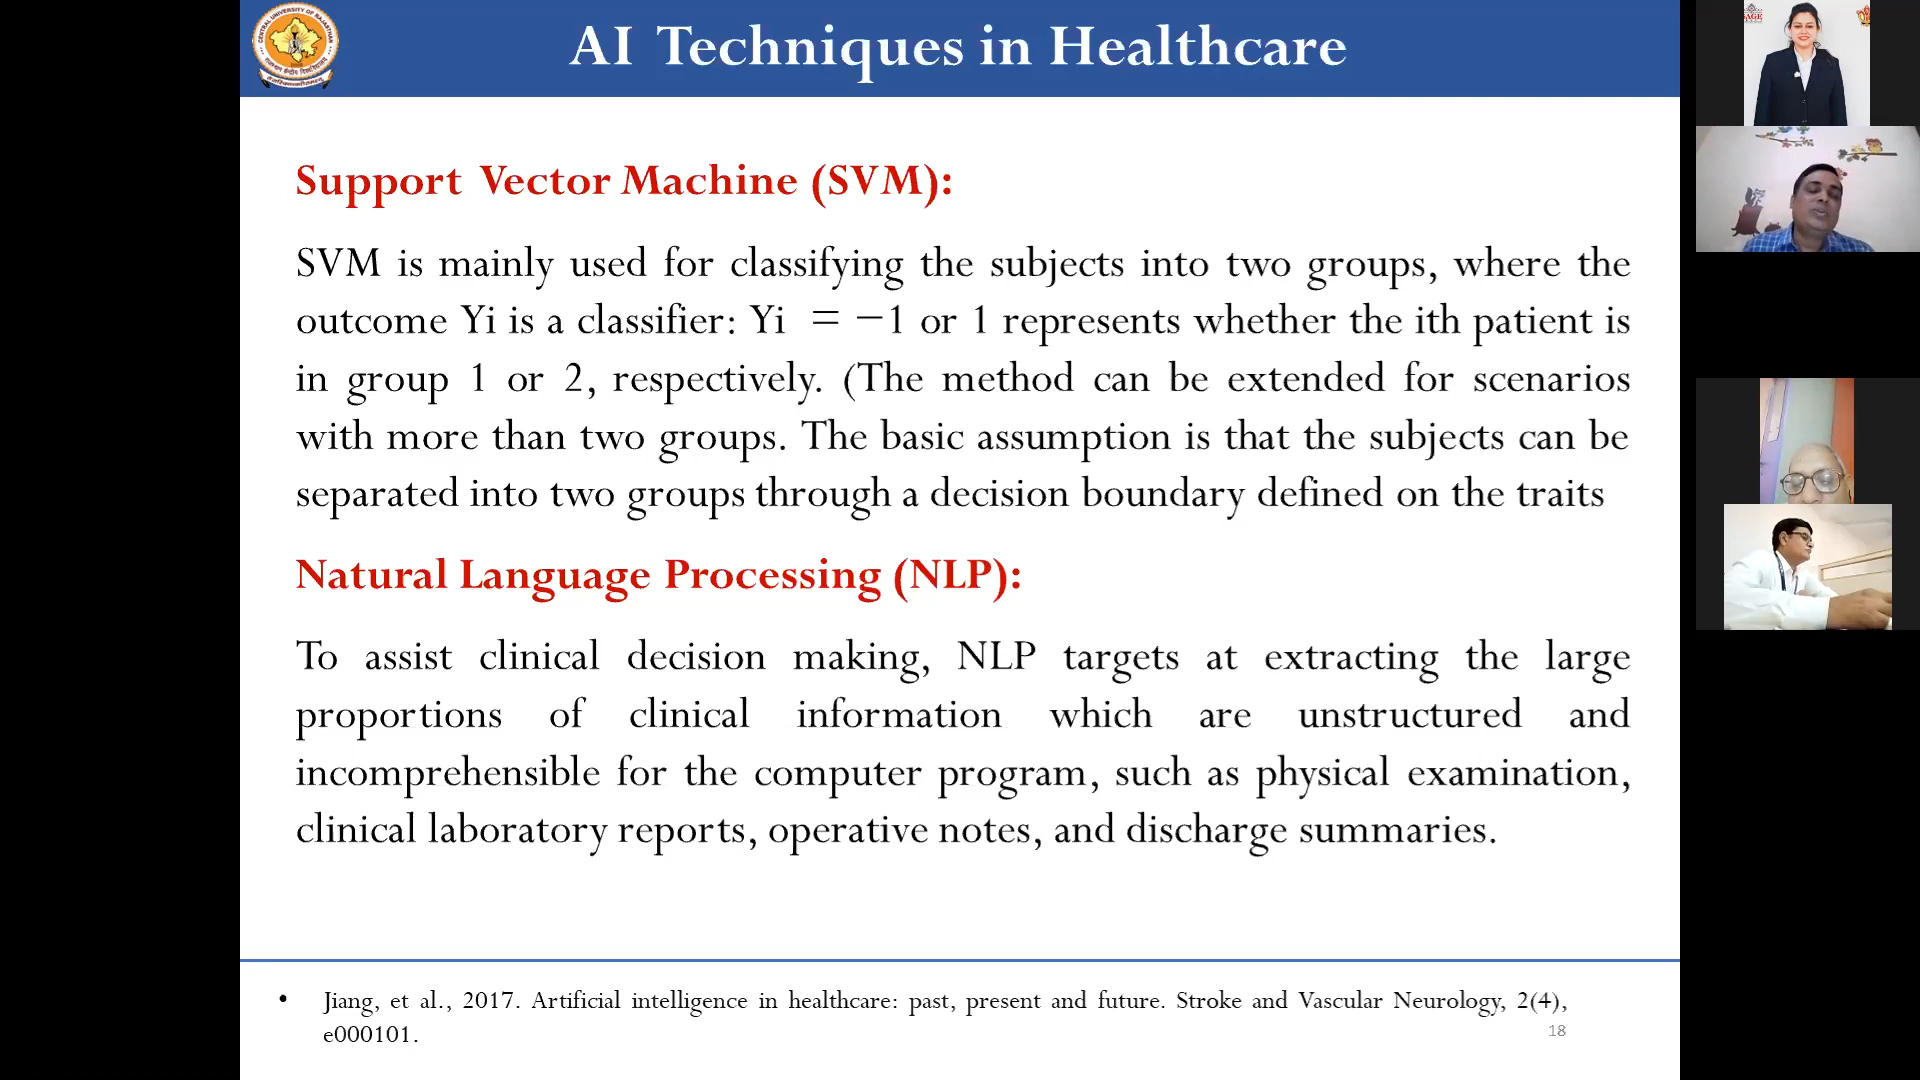 AI Techniques in Healthcare
Support Vector Machine (SVM):
SVM is mainly used for classifying the subjects into two groups, where the
outcome Yi is a classifier: Yi = −1 or 1 represents whether the ith patient is
in group 1 or 2, respectively. (The method can be extended for scenarios
with more than two groups. The basic assumption is that the subjects can be
separated into two groups through a decision boundary defined on the traits
Natural Language Processing (NLP):
To assist clinical decision making, NLP targets at extracting the large
proportions of clinical information which are unstructured and
incomprehensible for the computer program, such as physical examination,
clinical laboratory reports, operative notes, and discharge summaries.
• Jiang, et al., 2017. Artificial intelligence in healthcare: past, present and future. Stroke and Vascular Neurology, 2(4),
e000101.
18